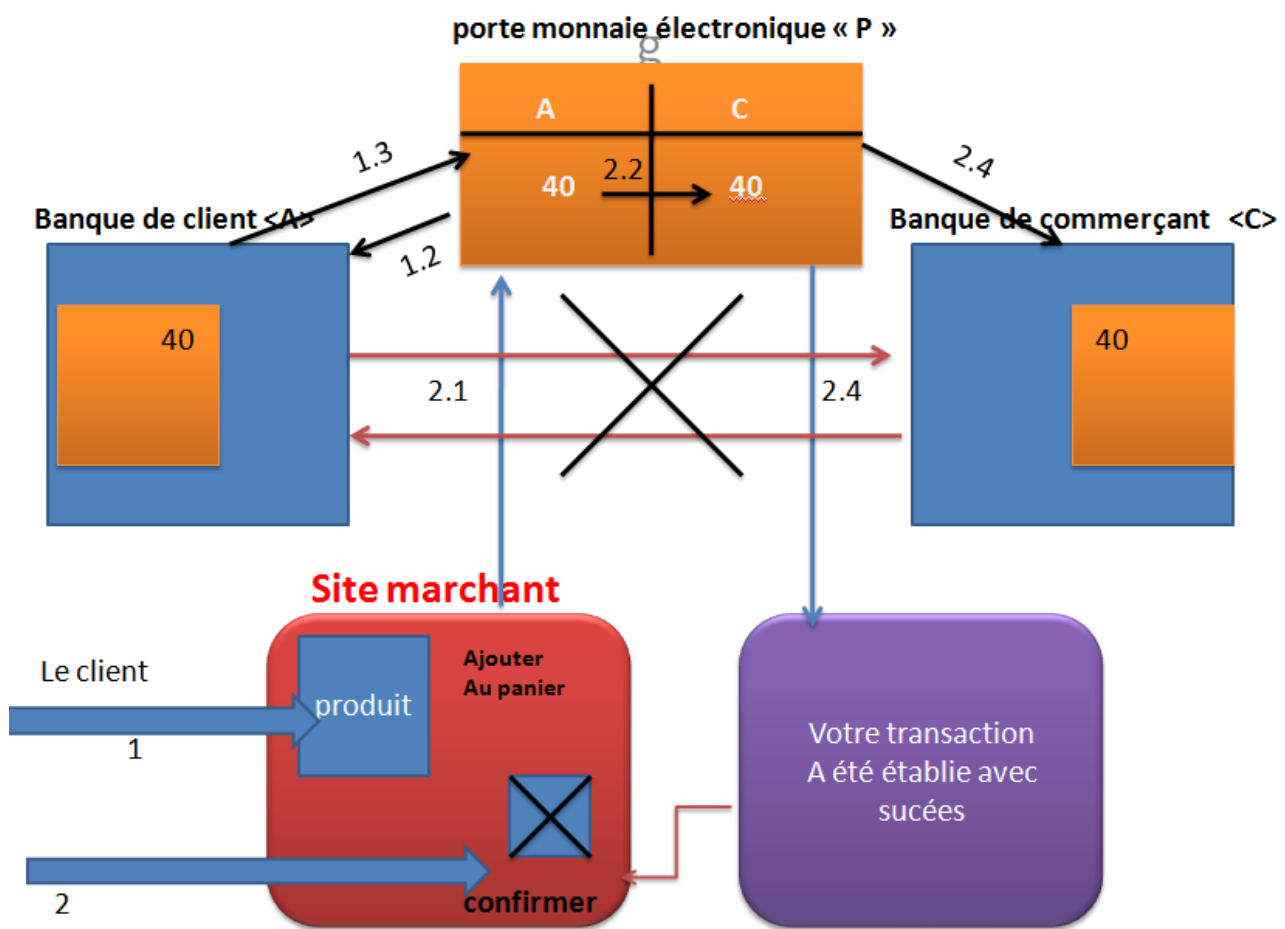 porte monnaie électronique « P »
g
A C
1.3
2.2
2.4
40 40
Banque de client <A>
1.2
Banque de commerçant <C>
40
40
2.1
2.4
Site marchant
Le client
1
produit
Ajouter
Au panier
Votre transaction
A été établie avec
sucées
2
confirmer